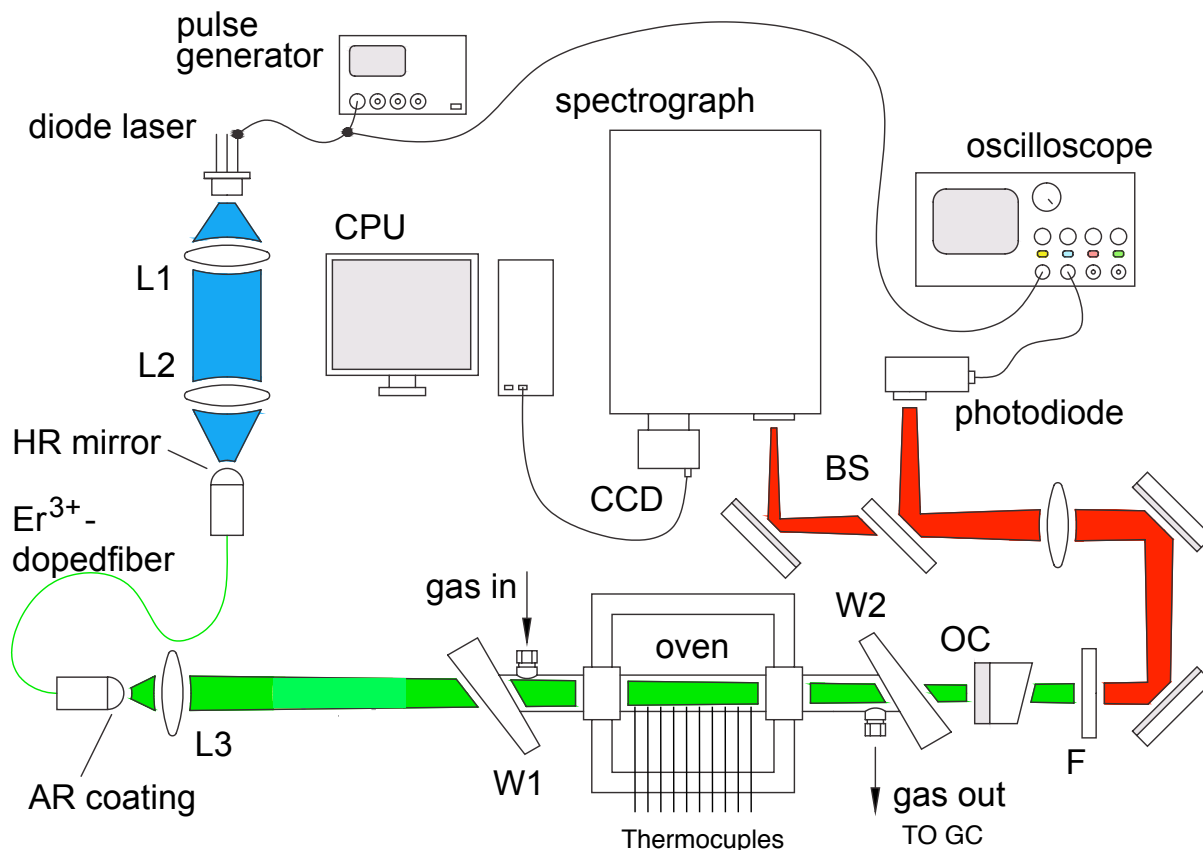 pulse
generator
diode laser
spectrograph
oscilloscope
CPU
L1
L2
HR mirror
photodiode
BS
CCD
Er3+ -
dopedfiber
gas in
W2
OC
oven
L3
W1
F
AR coating
gas out
Thermocuples
TO GC